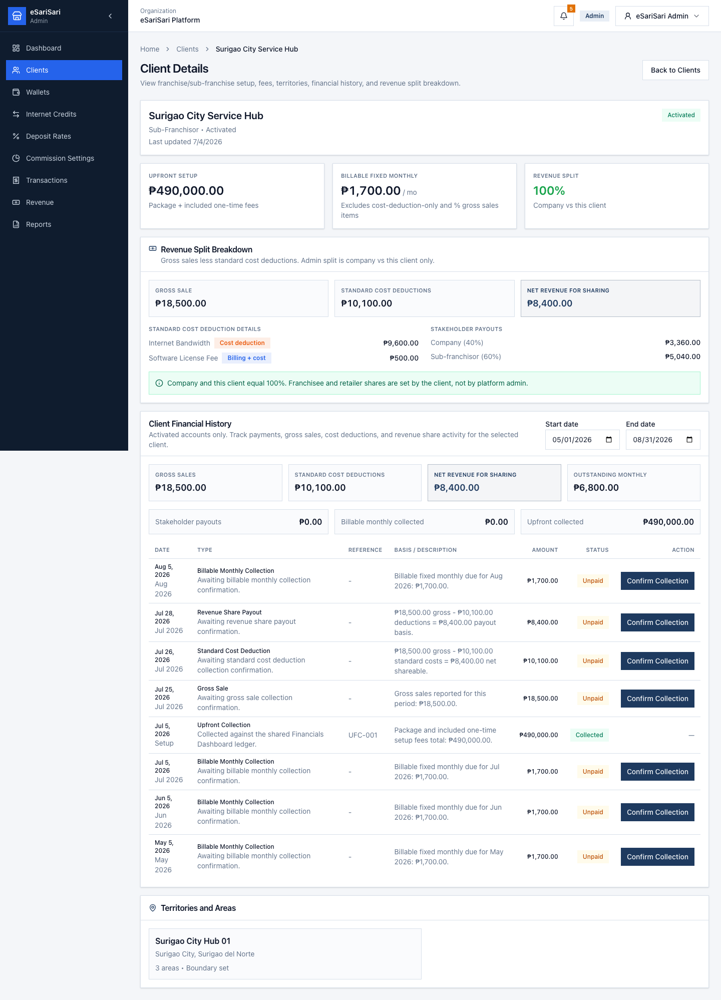 eSariSari
Admin
Dashboard
Clients
Wallets
Internet Credits
Deposit Rates
Commission Settings
Transactions
Revenue
Reports
Organization
eSariSari Platform
5
Admin
eSariSari Admin
Home > Clients > Surigao City Service Hub
Client Details
View franchise/sub-franchise setup, fees, territories, financial history, and revenue split breakdown.
Back to Clients
Surigao City Service Hub
Sub-Franchisor • Activated
Last updated 7/4/2026
Activated
UPFRONT SETUP
₱490,000.00
Package + included one-time fees
BILLABLE FIXED MONTHLY
₱1,700.00 / mo
Excludes cost-deduction-only and % gross sales
items
REVENUE SPLIT
100%
Company vs this client
Revenue Split Breakdown
Gross sales less standard cost deductions. Admin split is company vs this client only.
GROSS SALE
₱18,500.00
STANDARD COST DEDUCTIONS
₱10,100.00
NET REVENUE FOR SHARING
₱8,400.00
STANDARD COST DEDUCTION DETAILS
Internet Bandwidth Cost deduction ₱9,600.00
Software License Fee Billing + cost ₱500.00
STAKEHOLDER PAYOUTS
Company (40%) ₱3,360.00
Sub-franchisor (60%) ₱5,040.00
Company and this client equal 100%. Franchisee and retailer shares are set by the client, not by platform admin.
Client Financial History
Activated accounts only. Track payments, gross sales, cost deductions, and revenue share activity for the selected
client.
Start date
05/01/2026
End date
08/31/2026
GROSS SALES
₱18,500.00
STANDARD COST DEDUCTIONS
₱10,100.00
NET REVENUE FOR SHARING
₱8,400.00
OUTSTANDING MONTHLY
₱6,800.00
Stakeholder payouts ₱0.00
Billable monthly collected ₱0.00
Upfront collected ₱490,000.00
DATE TYPE REFERENCE BASIS / DESCRIPTION AMOUNT STATUS ACTION
Aug 5,
2026
Aug
2026
Billable Monthly Collection
Awaiting billable monthly collection
confirmation.
-
Billable fixed monthly due for Aug
2026: ₱1,700.00.
₱1,700.00
Unpaid
Confirm Collection
Jul 28,
2026
Jul 2026
Revenue Share Payout
Awaiting revenue share payout
confirmation.
-
₱18,500.00 gross - ₱10,100.00
deductions = ₱8,400.00 payout
basis.
₱8,400.00
Unpaid
Confirm Collection
Jul 26,
2026
Jul 2026
Standard Cost Deduction
Awaiting standard cost deduction
collection confirmation.
-
₱18,500.00 gross - ₱10,100.00
standard costs = ₱8,400.00 net
shareable.
₱10,100.00
Unpaid
Confirm Collection
Jul 25,
2026
Jul 2026
Gross Sale
Awaiting gross sale collection
confirmation.
-
Gross sales reported for this
period: ₱18,500.00.
₱18,500.00
Unpaid
Confirm Collection
Jul 5,
2026
Setup
Upfront Collection
Collected against the shared Financials
Dashboard ledger.
UFC-001
Package and included one-time
setup fees total: ₱490,000.00.
₱490,000.00
Collected
—
Jul 5,
2026
Jul 2026
Billable Monthly Collection
Awaiting billable monthly collection
confirmation.
-
Billable fixed monthly due for Jul
2026: ₱1,700.00.
₱1,700.00
Unpaid
Confirm Collection
Jun 5,
2026
Jun
2026
Billable Monthly Collection
Awaiting billable monthly collection
confirmation.
-
Billable fixed monthly due for Jun
2026: ₱1,700.00.
₱1,700.00
Unpaid
Confirm Collection
May 5,
2026
May
2026
Billable Monthly Collection
Awaiting billable monthly collection
confirmation.
-
Billable fixed monthly due for May
2026: ₱1,700.00.
₱1,700.00
Unpaid
Confirm Collection
Territories and Areas
Surigao City Hub 01
Surigao City, Surigao del Norte
3 areas • Boundary set